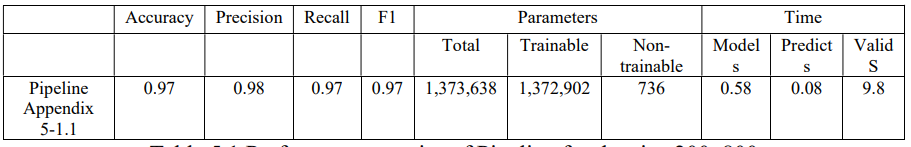 Accuracy Precision Recall F1 Parameters Time
Total Trainable Non-trainable Model s Predict s Valid S
Pipeline Appendix 5-1.1 0.97 0.98 0.97 0.97 1,373,638 1,372,902 736 0.58 0.08 9.8